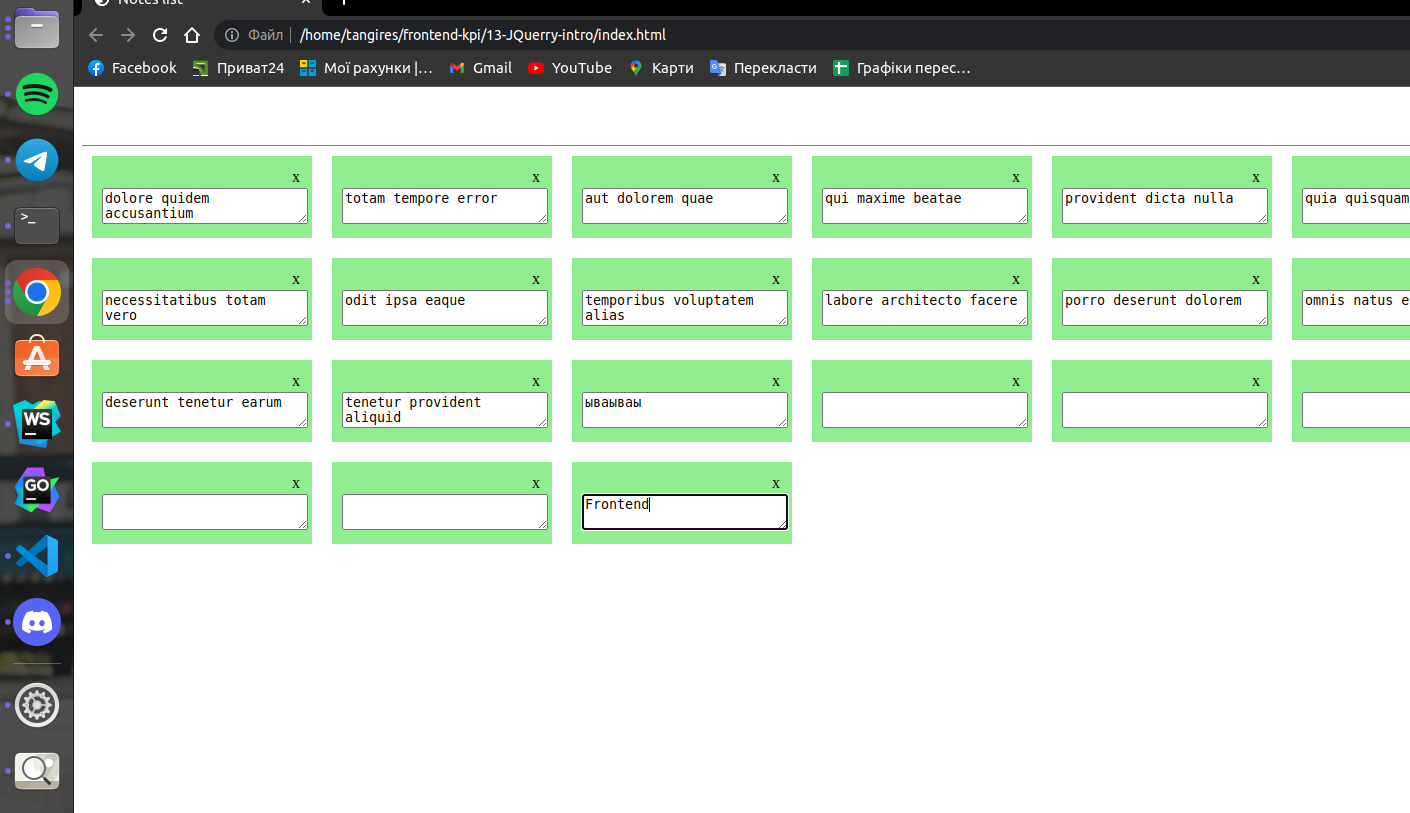 Notes list
Файл /home/tangires/frontend-kpi/13-JQuerry-intro/index.html
Facebook Приват24 Мої рахунки |... Gmail YouTube Карти Перекласти Графіки перес...
x x x x x
dolore quidem accusantium
totam tempore error
aut dolorem quae
qui maxime beatae
provident dicta nulla
quia quisquam
x x x x x
necessitatibus totam vero
odit ipsa eaque
temporibus voluptatem alias
labore architecto facere
porro deserunt dolorem
omnis natus e
x x x x x
deserunt tenetur earum
tenetur provident aliquid
ываываы
x x x
Frontend
WS
GO
>_